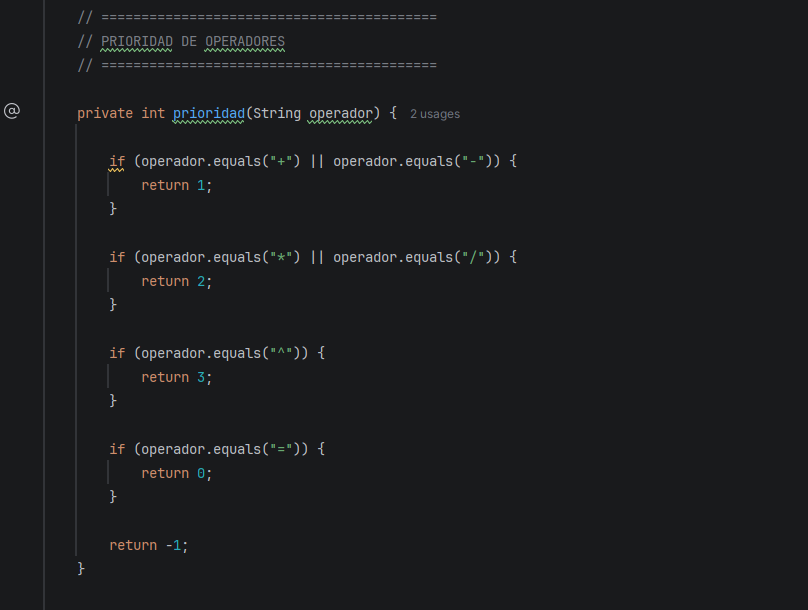 // ==========================================
// PRIORIDAD DE OPERADORES
// ==========================================
private int prioridad(String operador) { 2 usages
if (operador.equals("+") || operador.equals("-")) {
return 1;
}
if (operador.equals("*") || operador.equals("/")) {
return 2;
}
if (operador.equals("^")) {
return 3;
}
if (operador.equals("=")) {
return 0;
}
return -1;
}